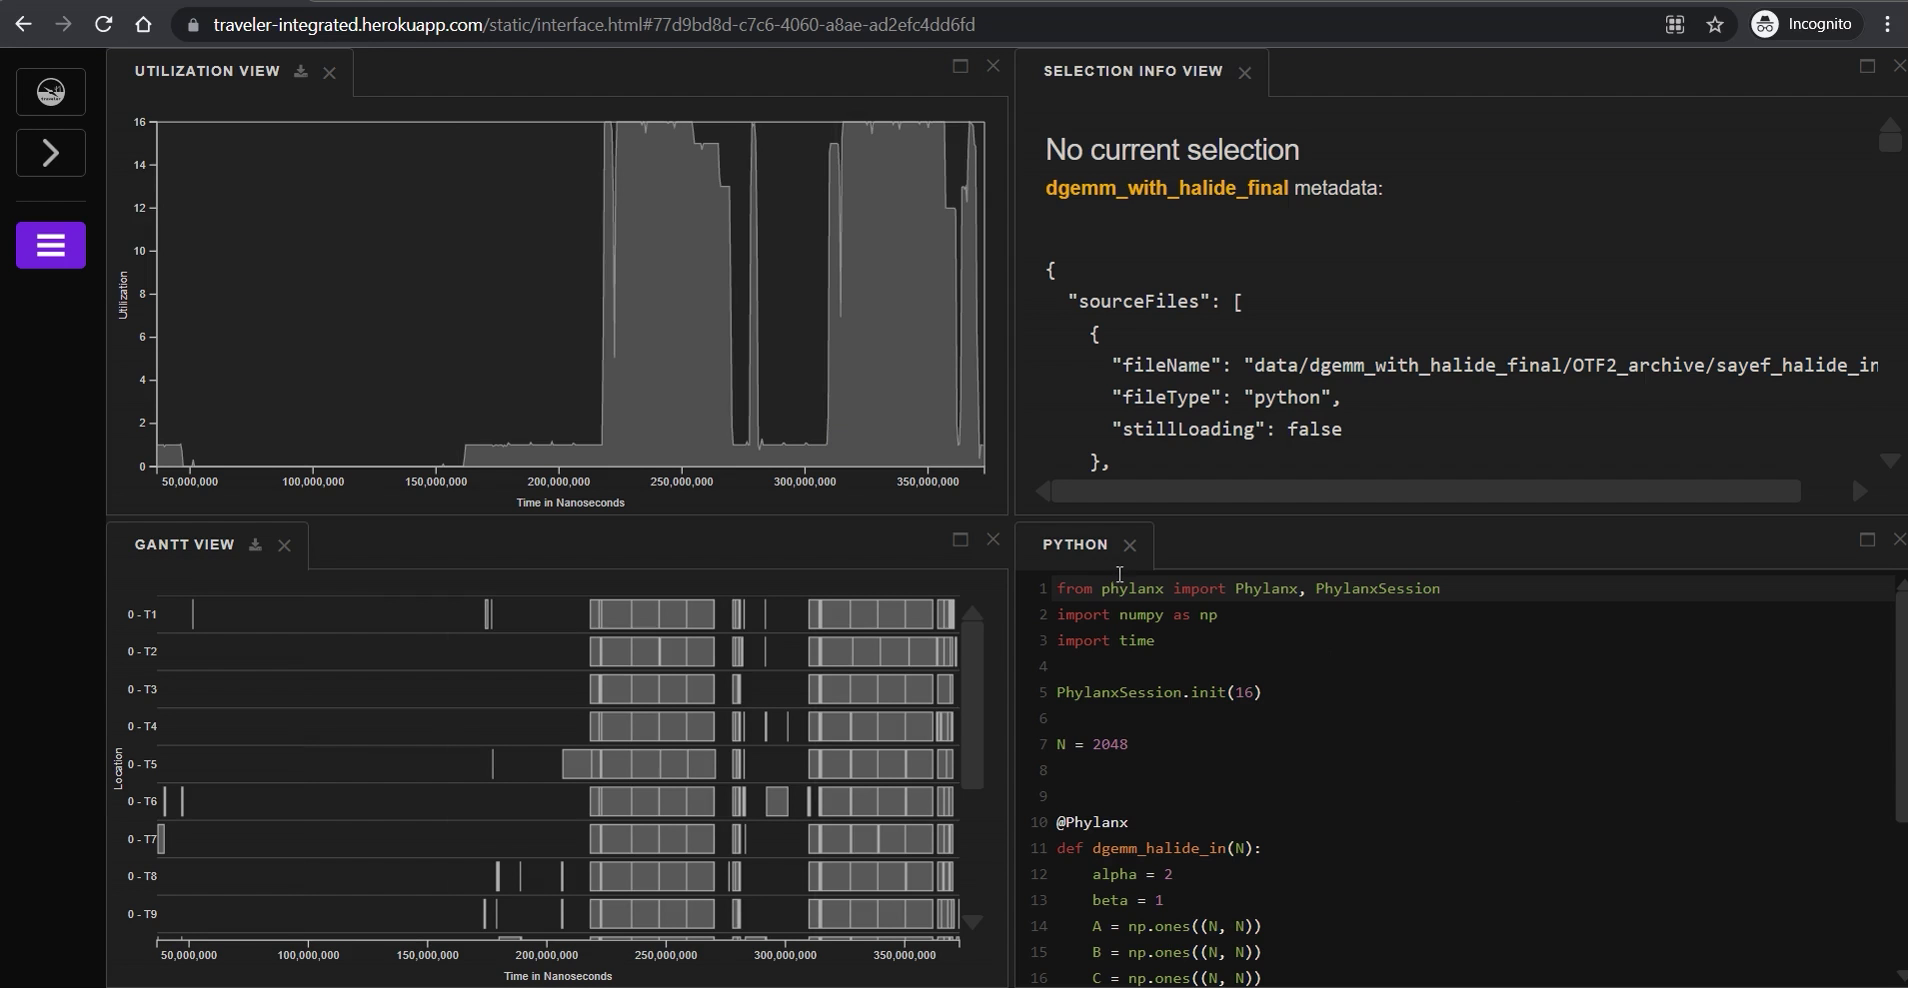 traveler-integrated.herokuapp.com/static/interface.html#77d9bd8d-c7c6-4060-a8ae-ad2efc4dd6fd
Incognito
UTILIZATION VIEW
16
14
12
10
8
6
4
2
0
Utilization
50,000,000 100,000,000 150,000,000 200,000,000 250,000,000 300,000,000 350,000,000
Time in Nanoseconds
SELECTION INFO VIEW
No current selection
dgemm_with_halide_final metadata:
{
"sourceFiles": [
{
"fileName": "data/dgemm_with_halide_final/OTF2_archive/sayef_halide_in
"fileType": "python",
"stillLoading": false
},
GANTT VIEW
0 - T1
0 - T2
0 - T3
0 - T4
0 - T5
0 - T6
0 - T7
0 - T8
0 - T9
Location
50,000,000 100,000,000 150,000,000 200,000,000 250,000,000 300,000,000 350,000,000
Time in Nanoseconds
PYTHON
1 from phylanx import Phylanx, PhylanxSession
2 import numpy as np
3 import time
4
5 PhylanxSession.init(16)
6
7 N = 2048
8
9
10 @Phylanx
11 def dgemm_halide_in(N):
12 alpha = 2
13 beta = 1
14 A = np.ones((N, N))
15 B = np.ones((N, N))
16 C = np.ones((N, N))